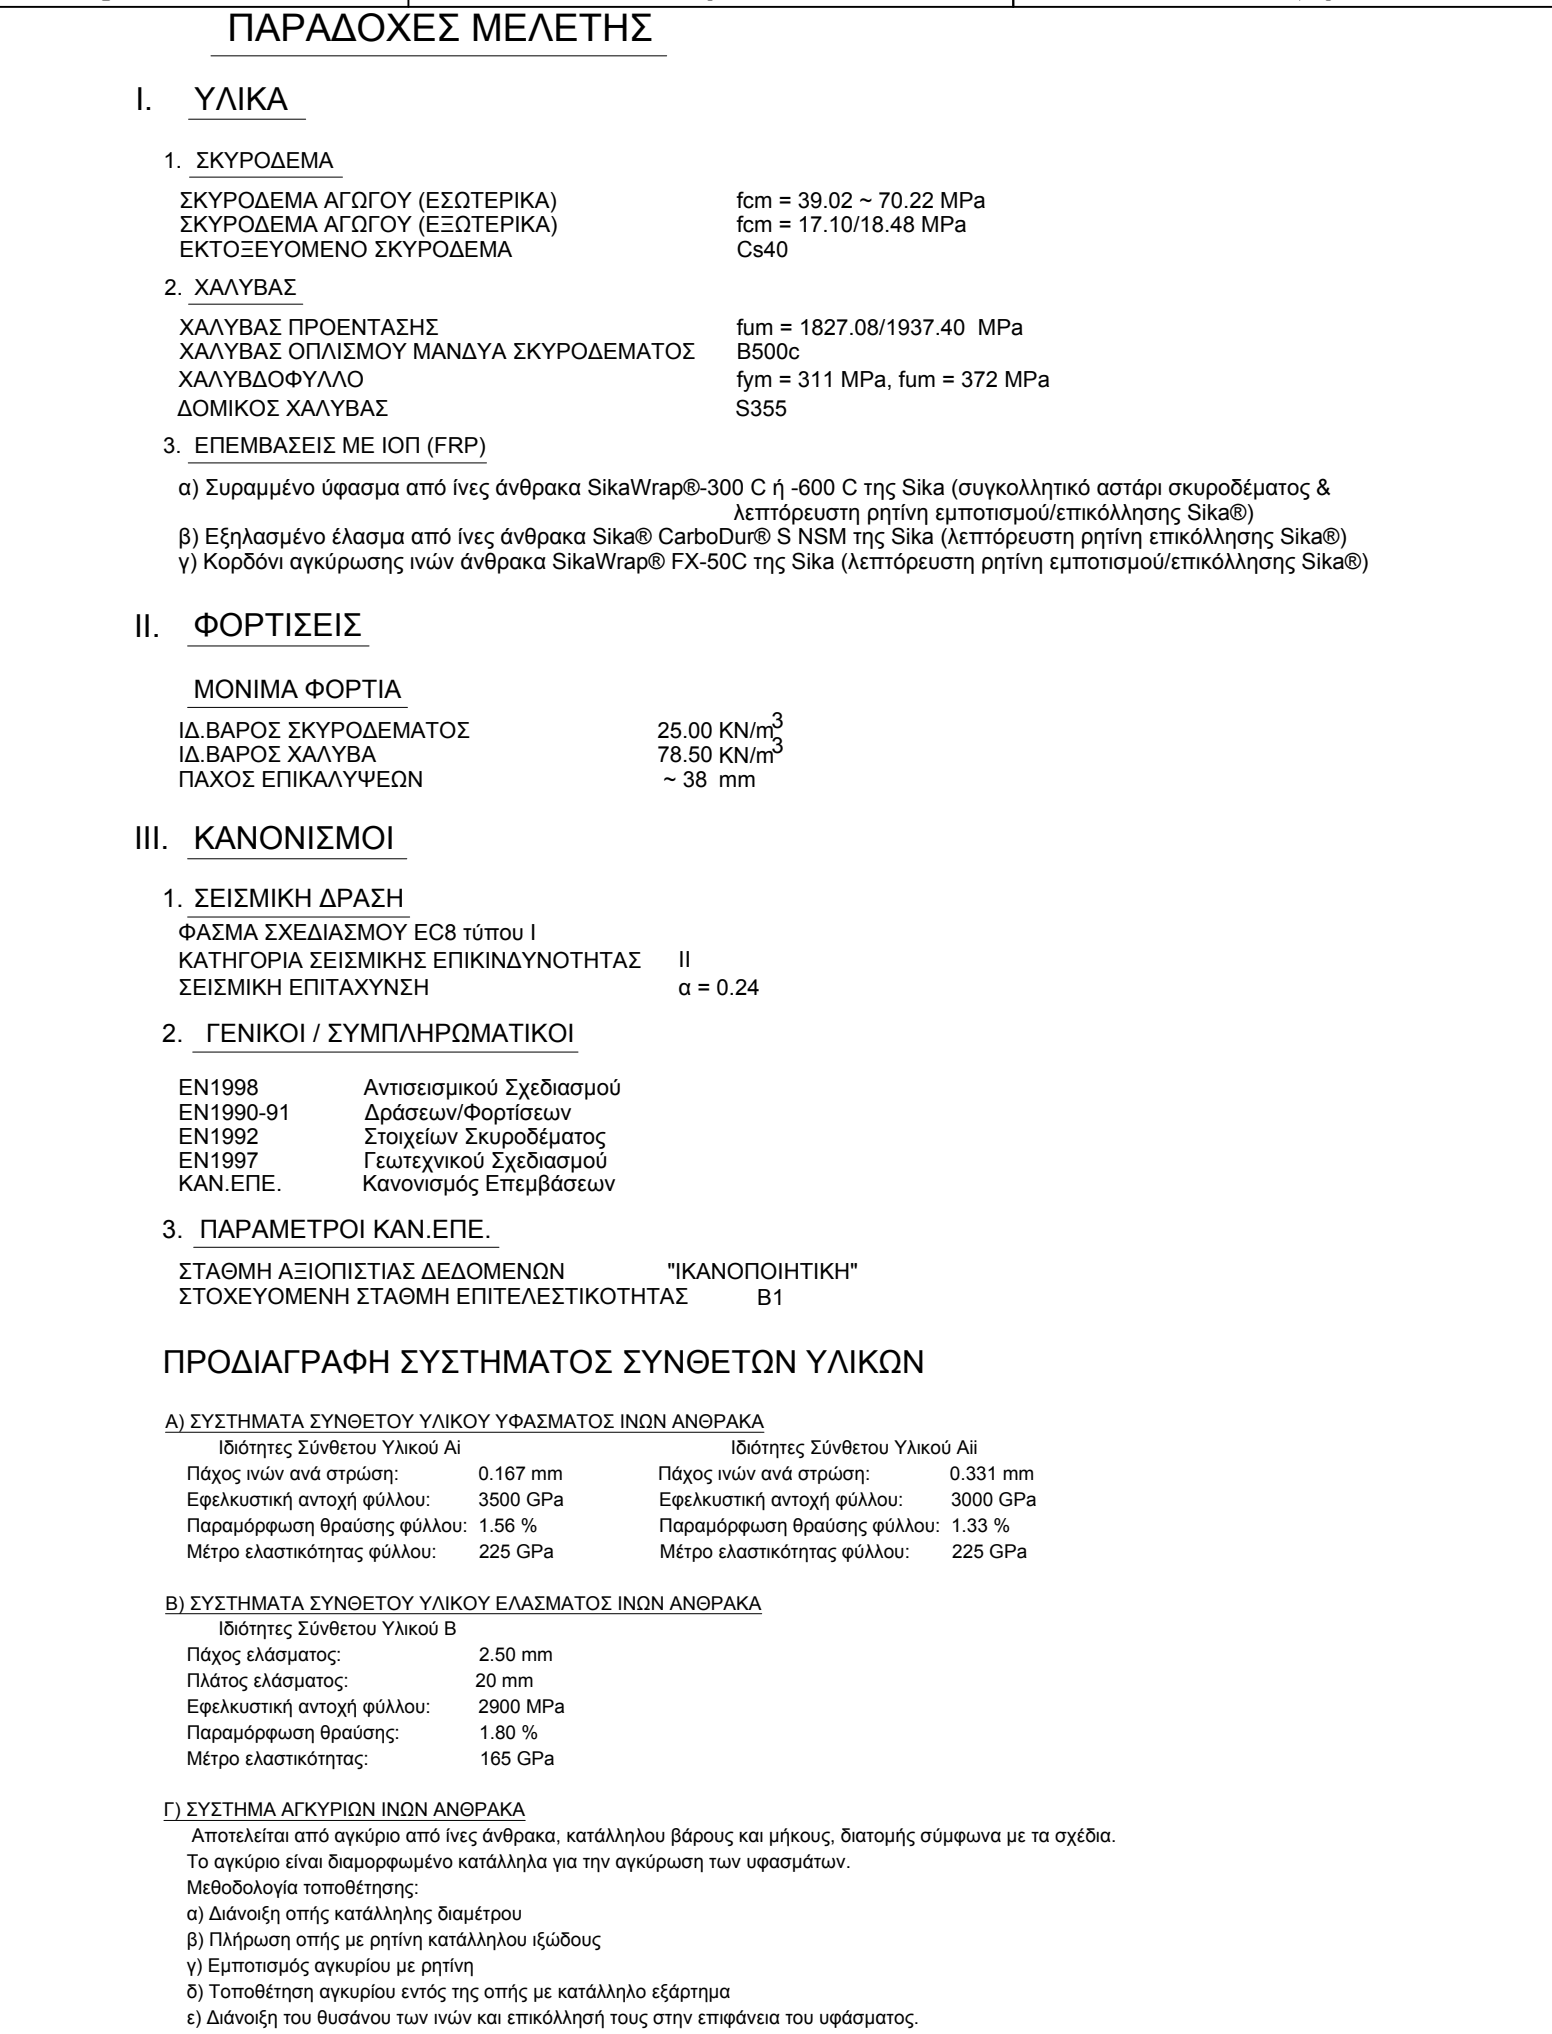 ΠΑΡΑΔΟΧΕΣ ΜΕΛΕΤΗΣ
I. ΥΛΙΚΑ
1. ΣΚΥΡΟΔΕΜΑ
ΣΚΥΡΟΔΕΜΑ ΑΓΩΓΟΥ (ΕΣΩΤΕΡΙΚΑ) fcm = 39.02 ~ 70.22 MPa
ΣΚΥΡΟΔΕΜΑ ΑΓΩΓΟΥ (ΕΞΩΤΕΡΙΚΑ) fcm = 17.10/18.48 MPa
ΕΚΤΟΞΕΥΟΜΕΝΟ ΣΚΥΡΟΔΕΜΑ Cs40
2. ΧΑΛΥΒΑΣ
ΧΑΛΥΒΑΣ ΠΡΟΕΝΤΑΣΗΣ fum = 1827.08/1937.40 MPa
ΧΑΛΥΒΑΣ ΟΠΛΙΣΜΟΥ ΜΑΝΔΥΑ ΣΚΥΡΟΔΕΜΑΤΟΣ B500c
ΧΑΛΥΒΔΟΦΥΛΛΟ fym = 311 MPa, fum = 372 MPa
ΔΟΜΙΚΟΣ ΧΑΛΥΒΑΣ S355
3. ΕΠΕΜΒΑΣΕΙΣ ΜΕ ΙΟΠ (FRP)
α) Συραμμένο ύφασμα από ίνες άνθρακα SikaWrap®-300 C ή -600 C της Sika (συγκολλητικό αστάρι σκυροδέματος &
λεπτόρευστη ρητίνη εμποτισμού/επικόλλησης Sika®)
β) Εξηλασμένο έλασμα από ίνες άνθρακα Sika® CarboDur® S NSM της Sika (λεπτόρευστη ρητίνη επικόλλησης Sika®)
γ) Κορδόνι αγκύρωσης ινών άνθρακα SikaWrap® FX-50C της Sika (λεπτόρευστη ρητίνη εμποτισμού/επικόλλησης Sika®)
II. ΦΟΡΤΙΣΕΙΣ
ΜΟΝΙΜΑ ΦΟΡΤΙΑ
ΙΔ.ΒΑΡΟΣ ΣΚΥΡΟΔΕΜΑΤΟΣ 25.00 KN/m3
ΙΔ.ΒΑΡΟΣ ΧΑΛΥΒΑ 78.50 KN/m3
ΠΑΧΟΣ ΕΠΙΚΑΛΥΨΕΩΝ ~ 38 mm
III. ΚΑΝΟΝΙΣΜΟΙ
1. ΣΕΙΣΜΙΚΗ ΔΡΑΣΗ
ΦΑΣΜΑ ΣΧΕΔΙΑΣΜΟΥ EC8 τύπου I
ΚΑΤΗΓΟΡΙΑ ΣΕΙΣΜΙΚΗΣ ΕΠΙΚΙΝΔΥΝΟΤΗΤΑΣ II
ΣΕΙΣΜΙΚΗ ΕΠΙΤΑΧΥΝΣΗ α = 0.24
2. ΓΕΝΙΚΟΙ / ΣΥΜΠΛΗΡΩΜΑΤΙΚΟΙ
EN1998 Αντισεισμικού Σχεδιασμού
EN1990-91 Δράσεων/Φορτίσεων
EN1992 Στοιχείων Σκυροδέματος
EN1997 Γεωτεχνικού Σχεδιασμού
ΚΑΝ.ΕΠΕ. Κανονισμός Επεμβάσεων
3. ΠΑΡΑΜΕΤΡΟΙ ΚΑΝ.ΕΠΕ.
ΣΤΑΘΜΗ ΑΞΙΟΠΙΣΤΙΑΣ ΔΕΔΟΜΕΝΩΝ "ΙΚΑΝΟΠΟΙΗΤΙΚΗ"
ΣΤΟΧΕΥΟΜΕΝΗ ΣΤΑΘΜΗ ΕΠΙΤΕΛΕΣΤΙΚΟΤΗΤΑΣ B1
ΠΡΟΔΙΑΓΡΑΦΗ ΣΥΣΤΗΜΑΤΟΣ ΣΥΝΘΕΤΩΝ ΥΛΙΚΩΝ
Α) ΣΥΣΤΗΜΑΤΑ ΣΥΝΘΕΤΟΥ ΥΛΙΚΟΥ ΥΦΑΣΜΑΤΟΣ ΙΝΩΝ ΑΝΘΡΑΚΑ
Ιδιότητες Σύνθετου Υλικού Ai Ιδιότητες Σύνθετου Υλικού Aii
Πάχος ινών ανά στρώση: 0.167 mm Πάχος ινών ανά στρώση: 0.331 mm
Εφελκυστική αντοχή φύλλου: 3500 GPa Εφελκυστική αντοχή φύλλου: 3000 GPa
Παραμόρφωση θραύσης φύλλου: 1.56 % Παραμόρφωση θραύσης φύλλου: 1.33 %
Μέτρο ελαστικότητας φύλλου: 225 GPa Μέτρο ελαστικότητας φύλλου: 225 GPa
Β) ΣΥΣΤΗΜΑΤΑ ΣΥΝΘΕΤΟΥ ΥΛΙΚΟΥ ΕΛΑΣΜΑΤΟΣ ΙΝΩΝ ΑΝΘΡΑΚΑ
Ιδιότητες Σύνθετου Υλικού Β
Πάχος ελάσματος: 2.50 mm
Πλάτος ελάσματος: 20 mm
Εφελκυστική αντοχή φύλλου: 2900 MPa
Παραμόρφωση θραύσης: 1.80 %
Μέτρο ελαστικότητας: 165 GPa
Γ) ΣΥΣΤΗΜΑ ΑΓΚΥΡΙΩΝ ΙΝΩΝ ΑΝΘΡΑΚΑ
Αποτελείται από αγκύριο από ίνες άνθρακα, κατάλληλου βάρους και μήκους, διατομής σύμφωνα με τα σχέδια.
Το αγκύριο είναι διαμορφωμένο κατάλληλα για την αγκύρωση των υφασμάτων.
Μεθοδολογία τοποθέτησης:
α) Διάνοιξη οπής κατάλληλης διαμέτρου
β) Πλήρωση οπής με ρητίνη κατάλληλου ιξώδους
γ) Εμποτισμός αγκυρίου με ρητίνη
δ) Τοποθέτηση αγκυρίου εντός της οπής με κατάλληλο εξάρτημα
ε) Διάνοιξη του θυσάνου των ινών και επικόλλησή τους στην επιφάνεια του υφάσματος.